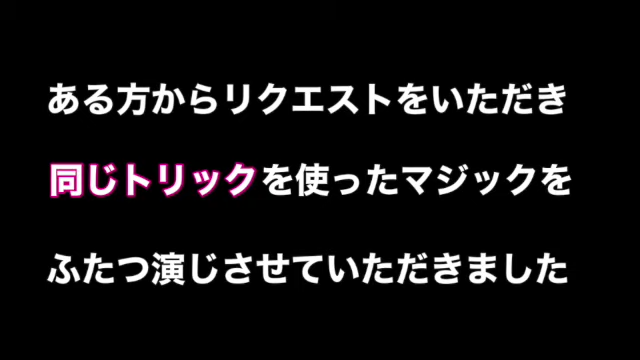 ある方からリクエストをいただき
同じトリックを使ったマジックを
ふたつ演じさせていただきました